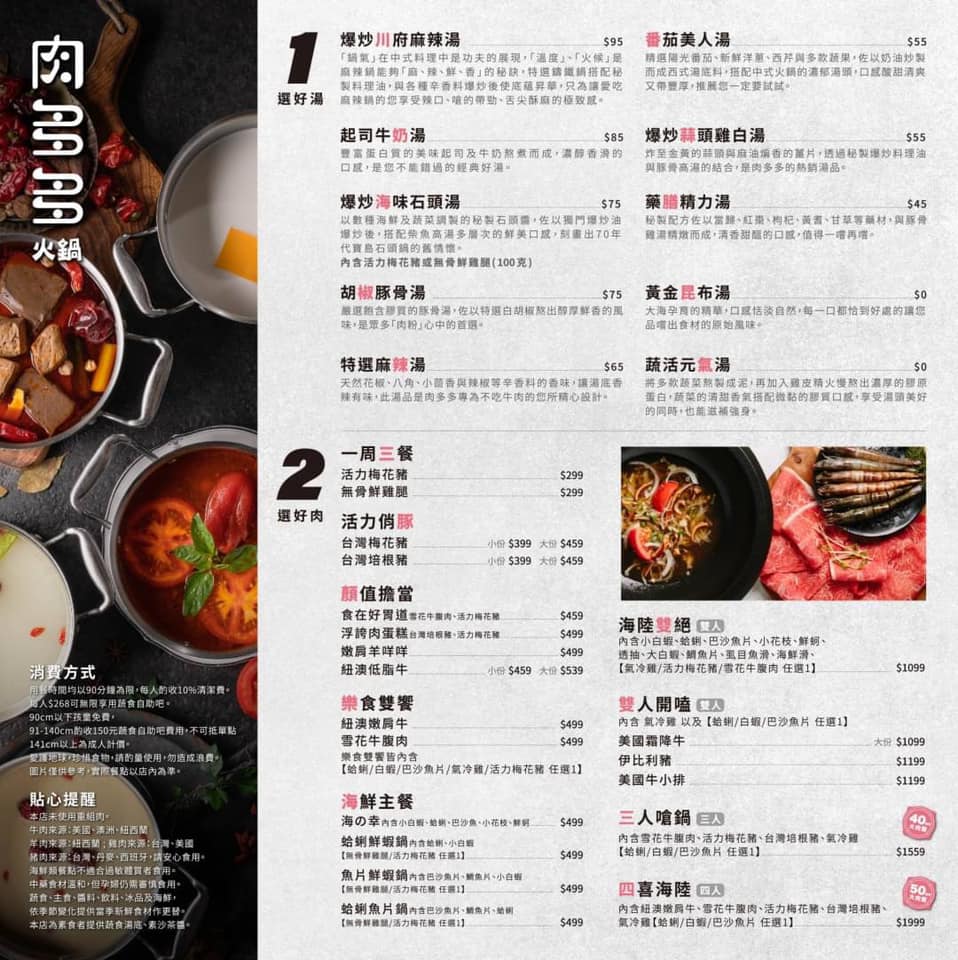 肉多多
火鍋
消費方式
用餐時間均以90分鐘為限,每人酌收10%清潔費。
每人$268可無限享用蔬食自助吧。
90cm以下孩童免費,
91-140cm酌收150元蔬食自助吧費用,不可抵單點
141cm以上為成人計價。
愛護地球,珍惜食物,請酌量使用,勿造成浪費。
圖片僅供參考,實際餐點以店內為準。
貼心提醒
本店未使用重組肉。
牛肉來源:美國、澳洲、紐西蘭
羊肉來源:紐西蘭;雞肉來源:台灣、美國
豬肉來源:台灣、丹麥、西班牙,請安心食用。
海鮮類餐點不適合過敏體質者食用。
中藥食材溫和,但孕婦仍需審慎食用。
蔬食、主食、醬料、飲料、冰品及海鮮,
依季節變化提供當季新鮮食材作更替。
本店為素食者提供蔬食湯底、素沙茶醬。
1
選好湯
爆炒川府麻辣湯 $95
「鍋氣」在中式料理中是功夫的展現,「溫度」、「火候」是
麻辣鍋能夠「麻、辣、鮮、香」的秘訣,特選鑄鐵鍋搭配秘
製料理油,與各種辛香料爆炒後使底蘊昇華,只為讓愛吃
麻辣鍋的您享受辣口、嗆的帶勁、舌尖酥麻的極致感。
起司牛奶湯 $85
豐富蛋白質的美味起司及牛奶熬煮而成,濃醇香滑的
口感,是您不能錯過的經典好湯。
爆炒海味石頭湯 $75
以數種海鮮及蔬菜調製的秘製石頭醬,佐以獨門爆炒油
爆炒後,搭配柴魚高湯多層次的鮮美口感,刻畫出70年
代寶島石頭鍋的舊情懷。
內含活力梅花豬或無骨鮮雞腿(100克)
胡椒豚骨湯 $75
嚴選飽含膠質的豚骨湯,佐以特選白胡椒熬出醇厚鮮香的風
味,是眾多「肉粉」心中的首選。
特選麻辣湯 $65
天然花椒、八角、小茴香與辣椒等辛香料的香味,讓湯底香
辣有味,此湯品是肉多多專為不吃牛肉的您所精心設計。
番茄美人湯 $55
精選陽光番茄、新鮮洋蔥、西芹與多款蔬果,佐以奶油炒製
而成西式湯底料,搭配中式火鍋的濃郁湯頭,口感酸甜清爽
又帶豐厚,推薦您一定要試試。
爆炒蒜頭雞白湯 $55
炸至金黃的蒜頭與麻油煸香的薑片,透過秘製爆炒料理油
與豚骨高湯的結合,是肉多多的熱銷湯品。
藥膳精力湯 $45
秘製配方佐以當歸、紅棗、枸杞、黃耆、甘草等藥材,與豚骨
雞湯精燉而成,清香甜醞的口感,值得一嚐再嚐。
黃金昆布湯 $0
大海孕育的精華,口感恬淡自然,每一口都恰到好處的讓您
品嚐出食材的原始風味。
蔬活元氣湯 $0
將多款蔬菜熬製成泥,再加入雞皮精火慢熬出濃厚的膠原
蛋白,蔬菜的清甜香氣搭配微黏的膠質口感,享受湯頭美好
的同時,也能滋補強身。
2
選好肉
一周三餐
活力梅花豬 $299
無骨鮮雞腿 $299
活力俏豚
台灣梅花豬 小份 $399 大份 $459
台灣培根豬 小份 $399 大份 $459
顏值擔當
食在好胃道 雪花牛腹肉、活力梅花豬 $459
浮誇肉蛋糕 台灣培根豬、活力梅花豬 $499
嫩肩羊咩咩 $499
紐澳低脂牛 小份 $459 大份 $539
樂食雙饗
紐澳嫩肩牛 $499
雪花牛腹肉 $499
樂食雙饗皆內含
【蛤蜊/白蝦/巴沙魚片/氣冷雞/活力梅花豬 任選1】
海鮮主餐
海の幸 內含小白蝦、蛤蜊、巴沙魚、小花枝、鮮蚵 $499
蛤蜊鮮蝦鍋 內含蛤蜊、小白蝦
【無骨鮮雞腿/活力梅花豬 任選1】 $499
魚片鮮蝦鍋 內含巴沙魚片、鯛魚片、小白蝦
【無骨鮮雞腿/活力梅花豬 任選1】 $499
蛤蜊魚片鍋 內含巴沙魚片、鯛魚片、蛤蜊
【無骨鮮雞腿/活力梅花豬 任選1】 $499
海陸雙絕 雙人
內含小白蝦、蛤蜊、巴沙魚片、小花枝、鮮蚵、
透抽、大白蝦、鯛魚片、虱目魚滑、海鮮滑、
【氣冷雞/活力梅花豬/雪花牛腹肉 任選1】 $1099
雙人開嗑 雙人
內含 氣冷雞 以及【蛤蜊/白蝦/巴沙魚片 任選1】
美國霜降牛 大份 $1099
伊比利豬 $1199
美國牛小排 $1199
三人嗆鍋 三人
內含雪花牛腹肉、活力梅花豬、台灣培根豬、氣冷雞
【蛤蜊/白蝦/巴沙魚片 任選1】 $1559
40cm
四喜海陸 四人
內含紐澳嫩肩牛、雪花牛腹肉、活力梅花豬、台灣培根豬、
氣冷雞【蛤蜊/白蝦/巴沙魚片 任選1】 $1999
50cm